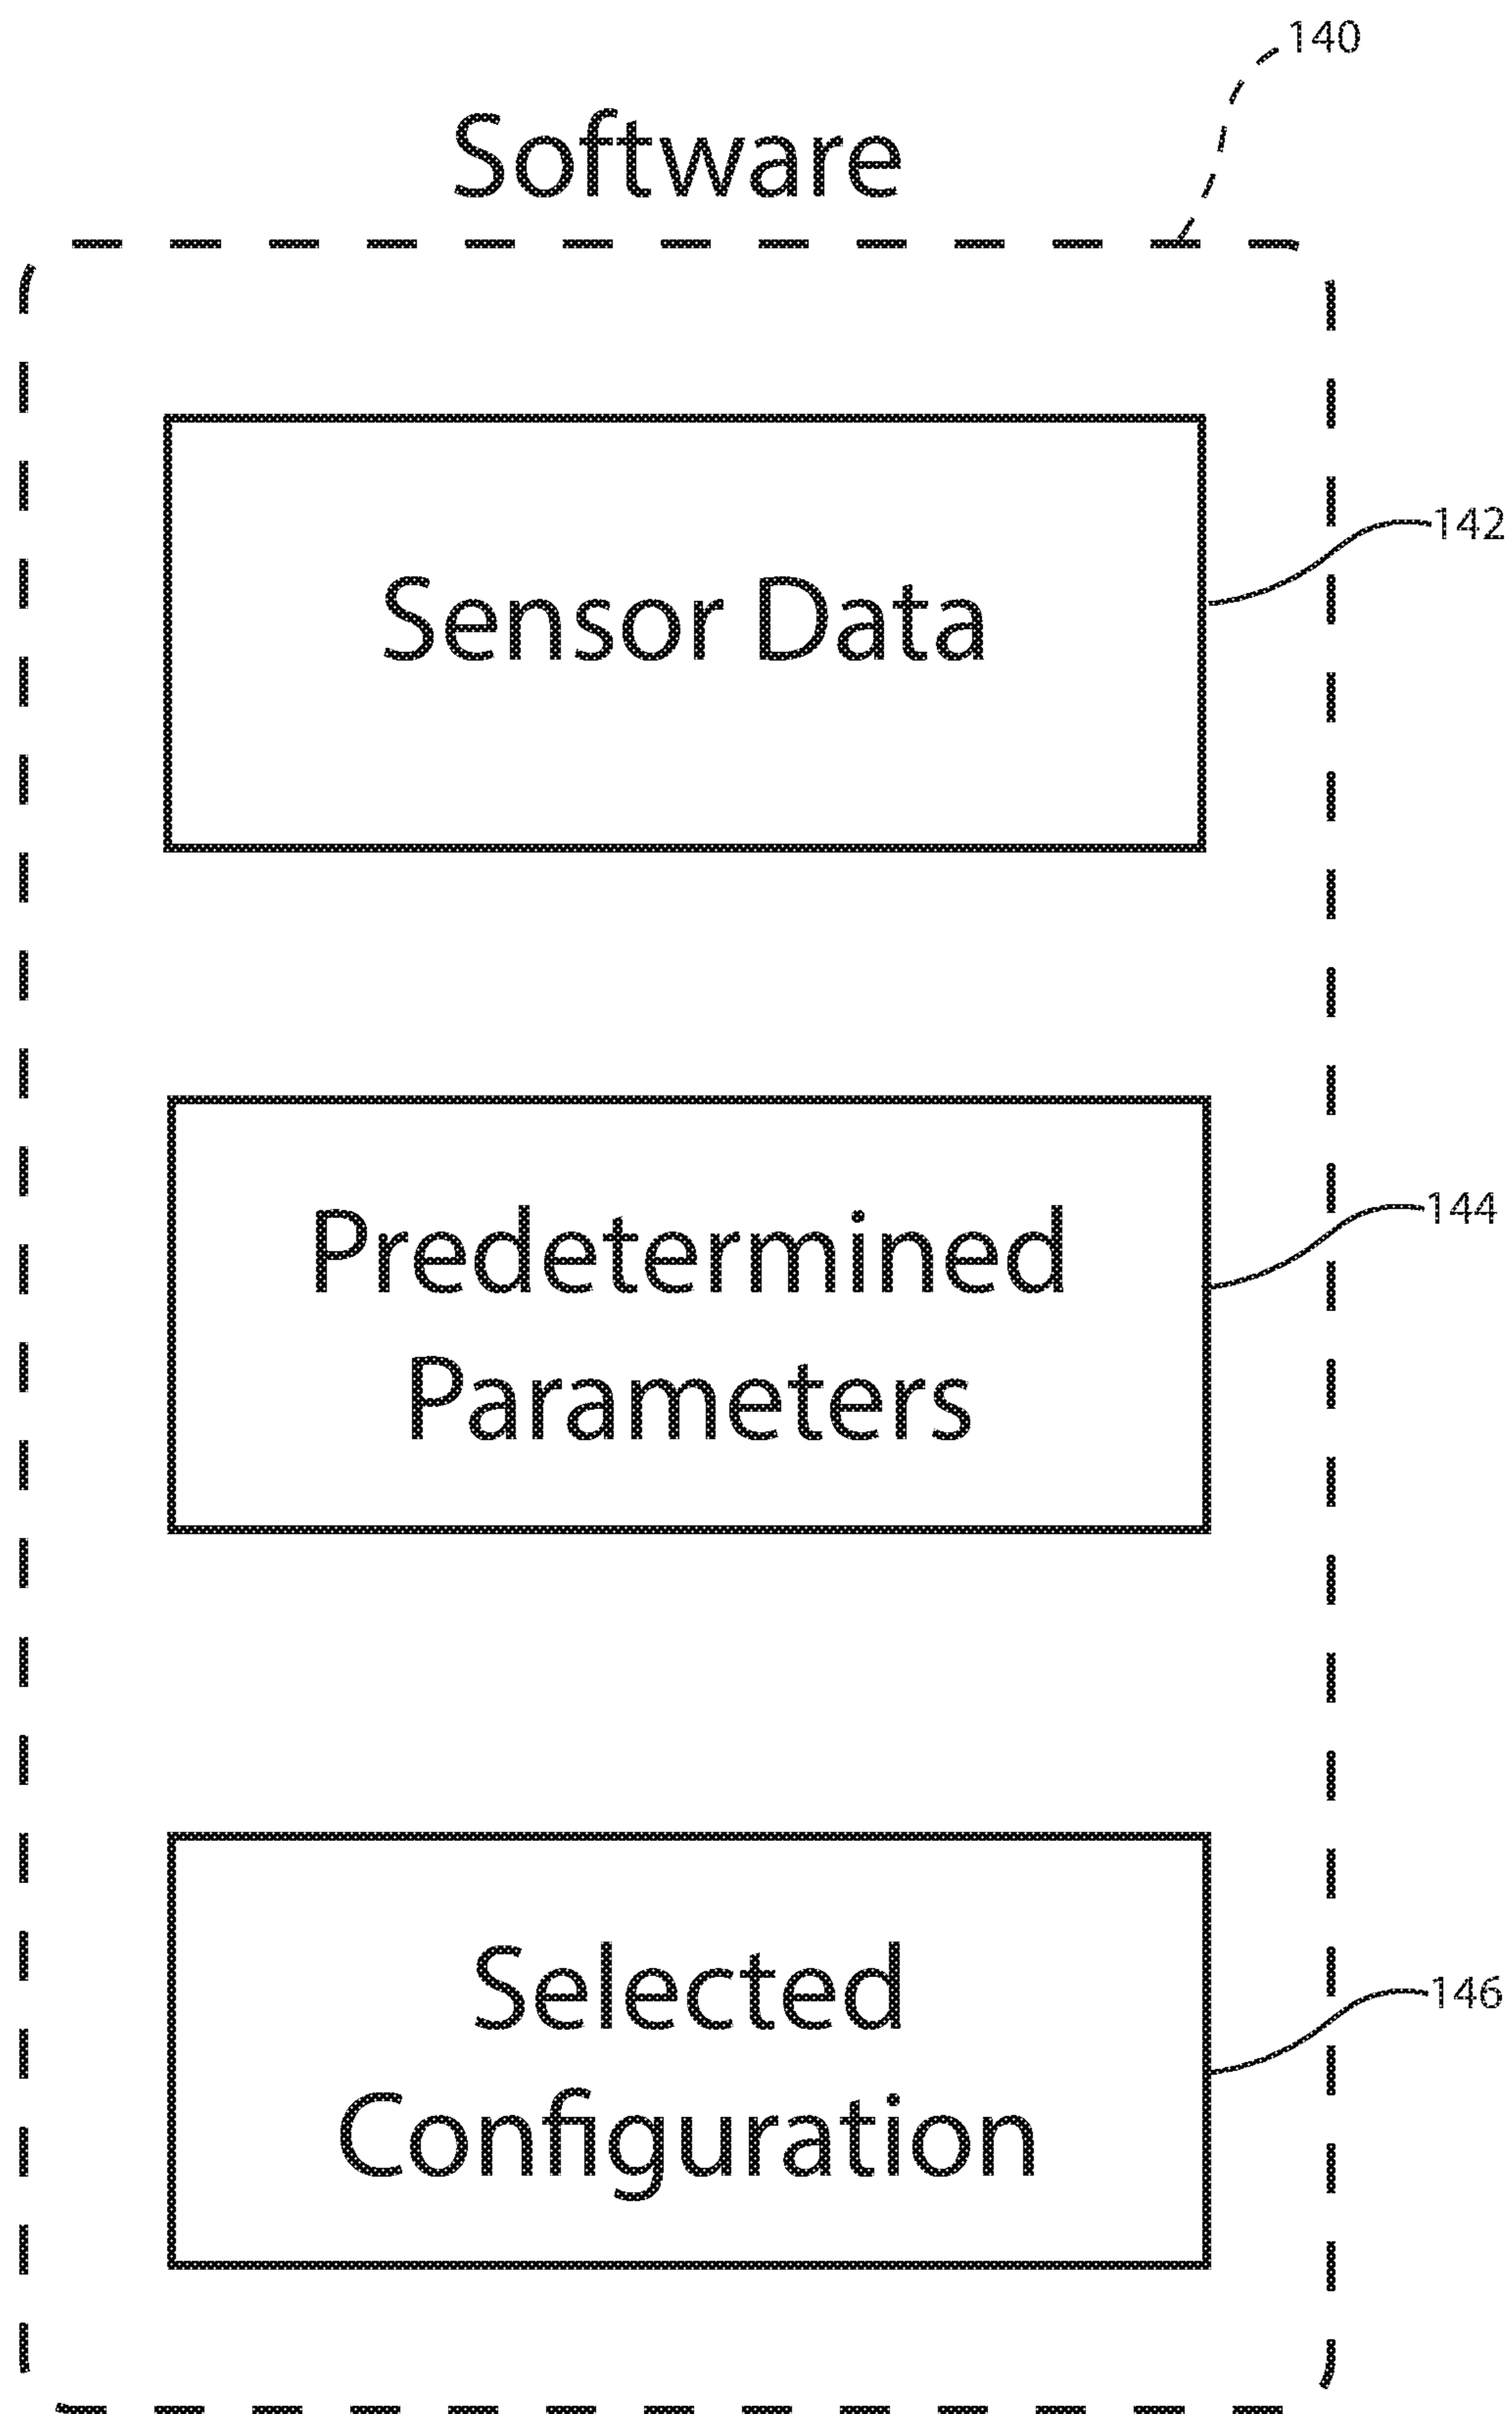 140
Software
Sensor Data
142
Predetermined
Parameters
144
Selected
Configuration
146